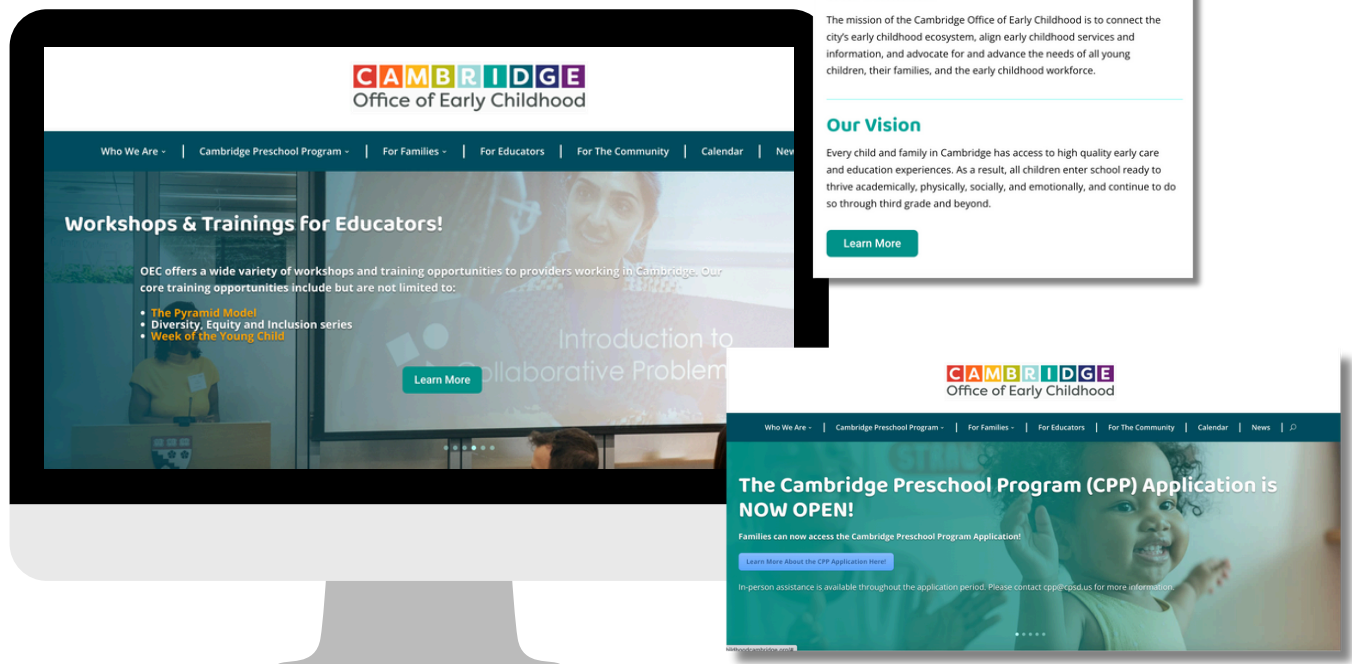 CAMBRIDGE
Office of Early Childhood
Who We Are
Cambridge Preschool Program
For Families
For Educators
For The Community
Calendar
New
Workshops & Trainings for Educators!
OEC offers a wide variety of workshops and training opportunities to providers working in Cambridge. Our
core training opportunities include but are not limited to:
• The Pyramid Model
• Diversity, Equity and Inclusion series
• Week of the Young Child
Introduction to
ollaborative Problem
Learn More
The mission of the Cambridge Office of Early Childhood is to connect the
city's early childhood ecosystem, align early childhood services and
information, and advocate for and advance the needs of all young
children, their families, and the early childhood workforce.
Our Vision
Every child and family in Cambridge has access to high quality early care
and education experiences. As a result, all children enter school ready to
thrive academically, physically, socially, and emotionally, and continue to do
so through third grade and beyond.
Learn More
CAMBRIDGE
Office of Early Childhood
Who We Are
Cambridge Preschool Program
For Families
For Educators
For The Community
Calendar
News
The Cambridge Preschool Program (CPP) Application is
NOW OPEN!
Families can now access the Cambridge Preschool Program Application!
Learn More About the CPP Application Here!
In-person assistance is available throughout the application period. Please contact cpp@cpsd.us for more information.